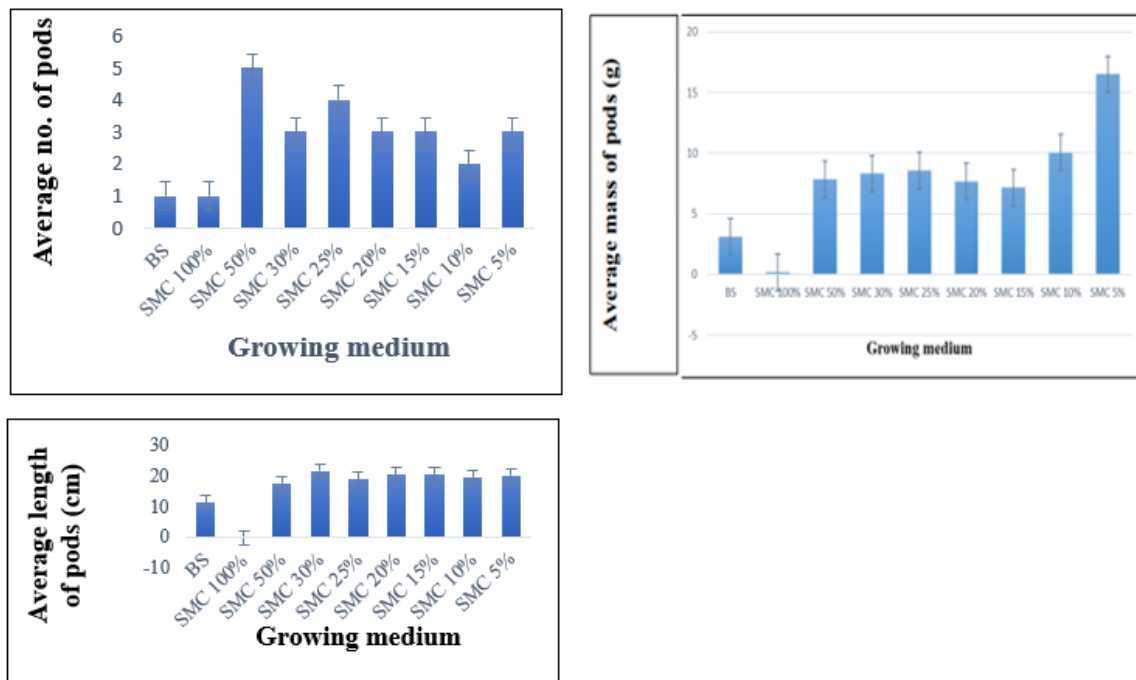 Average no. of pods
6
5
4
3
2
1
0
BS
SMC 100%
SMC 50%
SMC 30%
SMC 25%
SMC 20%
SMC 15%
SMC 10%
SMC 5%
Growing medium
Average mass of pods (g)
20
15
10
5
0
-5
BS
SMC 100%
SMC 50%
SMC 30%
SMC 25%
SMC 20%
SMC 15%
SMC 10%
SMC 5%
Growing medium
Average length
of pods (cm)
30
20
10
0
-10
BS
SMC 100%
SMC 50%
SMC 30%
SMC 25%
SMC 20%
SMC 15%
SMC 10%
SMC 5%
Growing medium